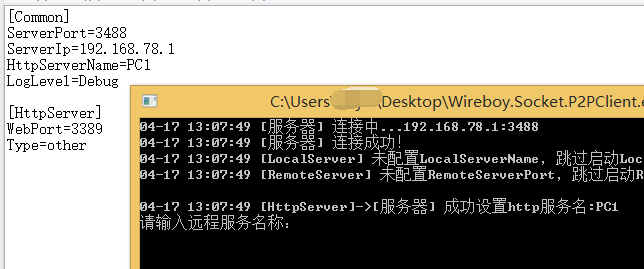 [Common]
ServerPort=3488
ServerIp=192.168.78.1
HttpServerName=PC1
LogLevel=Debug
[HttpServer]
WebPort=3389
Type=other
C:\Users\ \Desktop\Wireboy.Socket.P2PClient.e
04-17 13:07:49 [服务器] 连接中...192.168.78.1:3488
04-17 13:07:49 [服务器] 连接成功！
04-17 13:07:49 [LocalServer] 未配置LocalServerName，跳过启动Loc
04-17 13:07:49 [RemoteServer] 未配置RemoteServerPort，跳过启动R
04-17 13:07:49 [HttpServer]->[服务器] 成功设置http服务名:PC1
请输入远程服务名称：